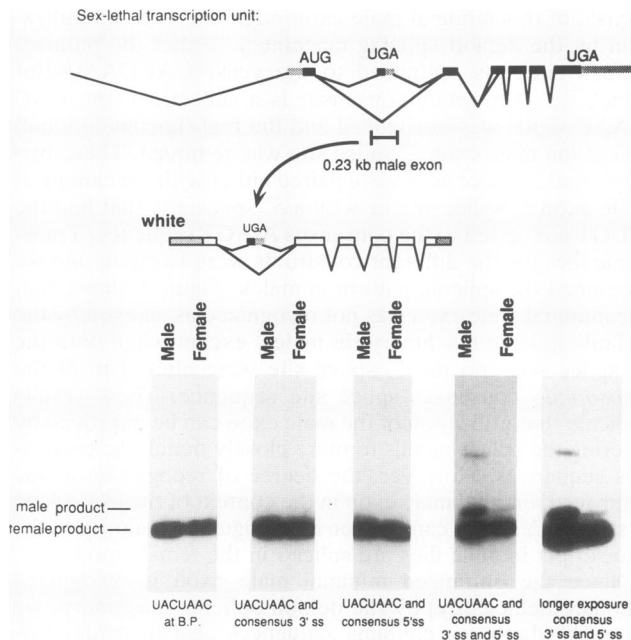 Sex-lethal transcription unit:
AUG UGA UGA
0.23 kb male exon
white
UGA
Male Female Male Female Male Female Male Female Male Female
male product
female product
UACUAAC at B.P.
UACUAAC and consensus 3' ss
UACUAAC and consensus 5'ss
UACUAAC and consensus 3' ss and 5' ss
longer exposure consensus 3' ss and 5' ss